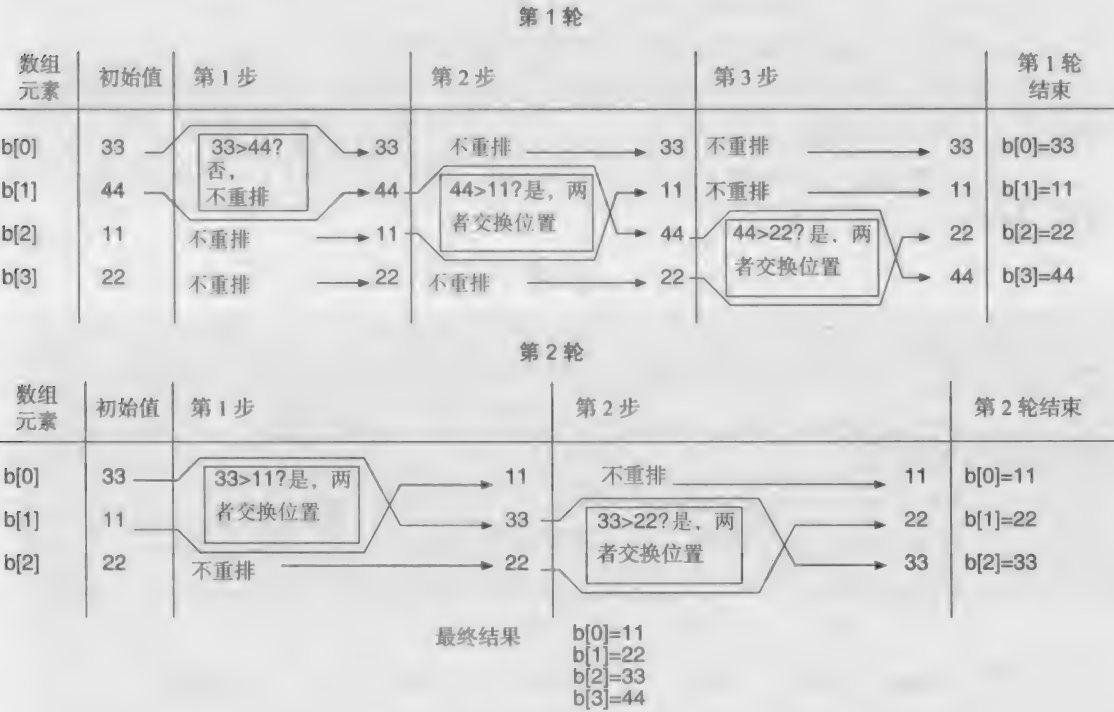 第 1 轮
数组元素 初始值 第 1 步 第 2 步 第 3 步 第 1 轮结束
b[0] 33 33>44? 33 不重排 33 不重排 33 b[0]=33
否，
b[1] 44 不重排 44 44>11?是，两 11 不重排 11 b[1]=11
者交换位置
b[2] 11 不重排 11 44 44>22?是，两 22 b[2]=22
者交换位置
b[3] 22 不重排 22 不重排 22 44 b[3]=44
第 2 轮
数组元素 初始值 第 1 步 第 2 步 第 2 轮结束
b[0] 33 33>11?是，两 11 不重排 11 b[0]=11
b[1] 11 者交换位置 33 33>22?是，两 22 b[1]=22
者交换位置
b[2] 22 不重排 22 33 b[2]=33
最终结果 b[0]=11
b[1]=22
b[2]=33
b[3]=44